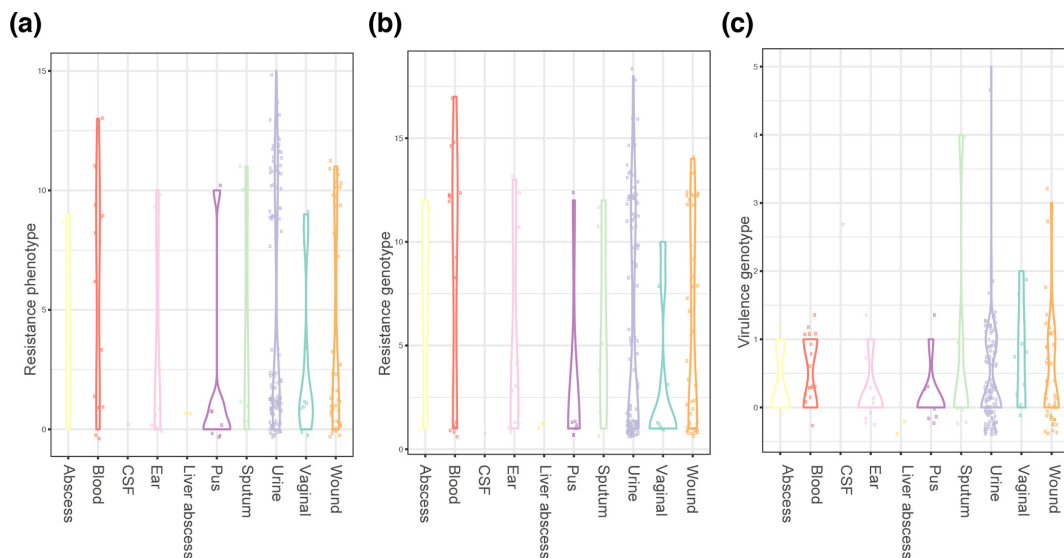 (a)
(b)
(c)
Resistance phenotype
15
10
5
0
Abscess
Blood
CSF
Ear
Liver abscess
Pus
Sputum
Urine
Vaginal
Wound
Resistance genotype
15
10
5
0
Abscess
Blood
CSF
Ear
Liver abscess
Pus
Sputum
Urine
Vaginal
Wound
Virulence genotype
5
4
3
2
1
0
Abscess
Blood
CSF
Ear
Liver abscess
Pus
Sputum
Urine
Vaginal
Wound